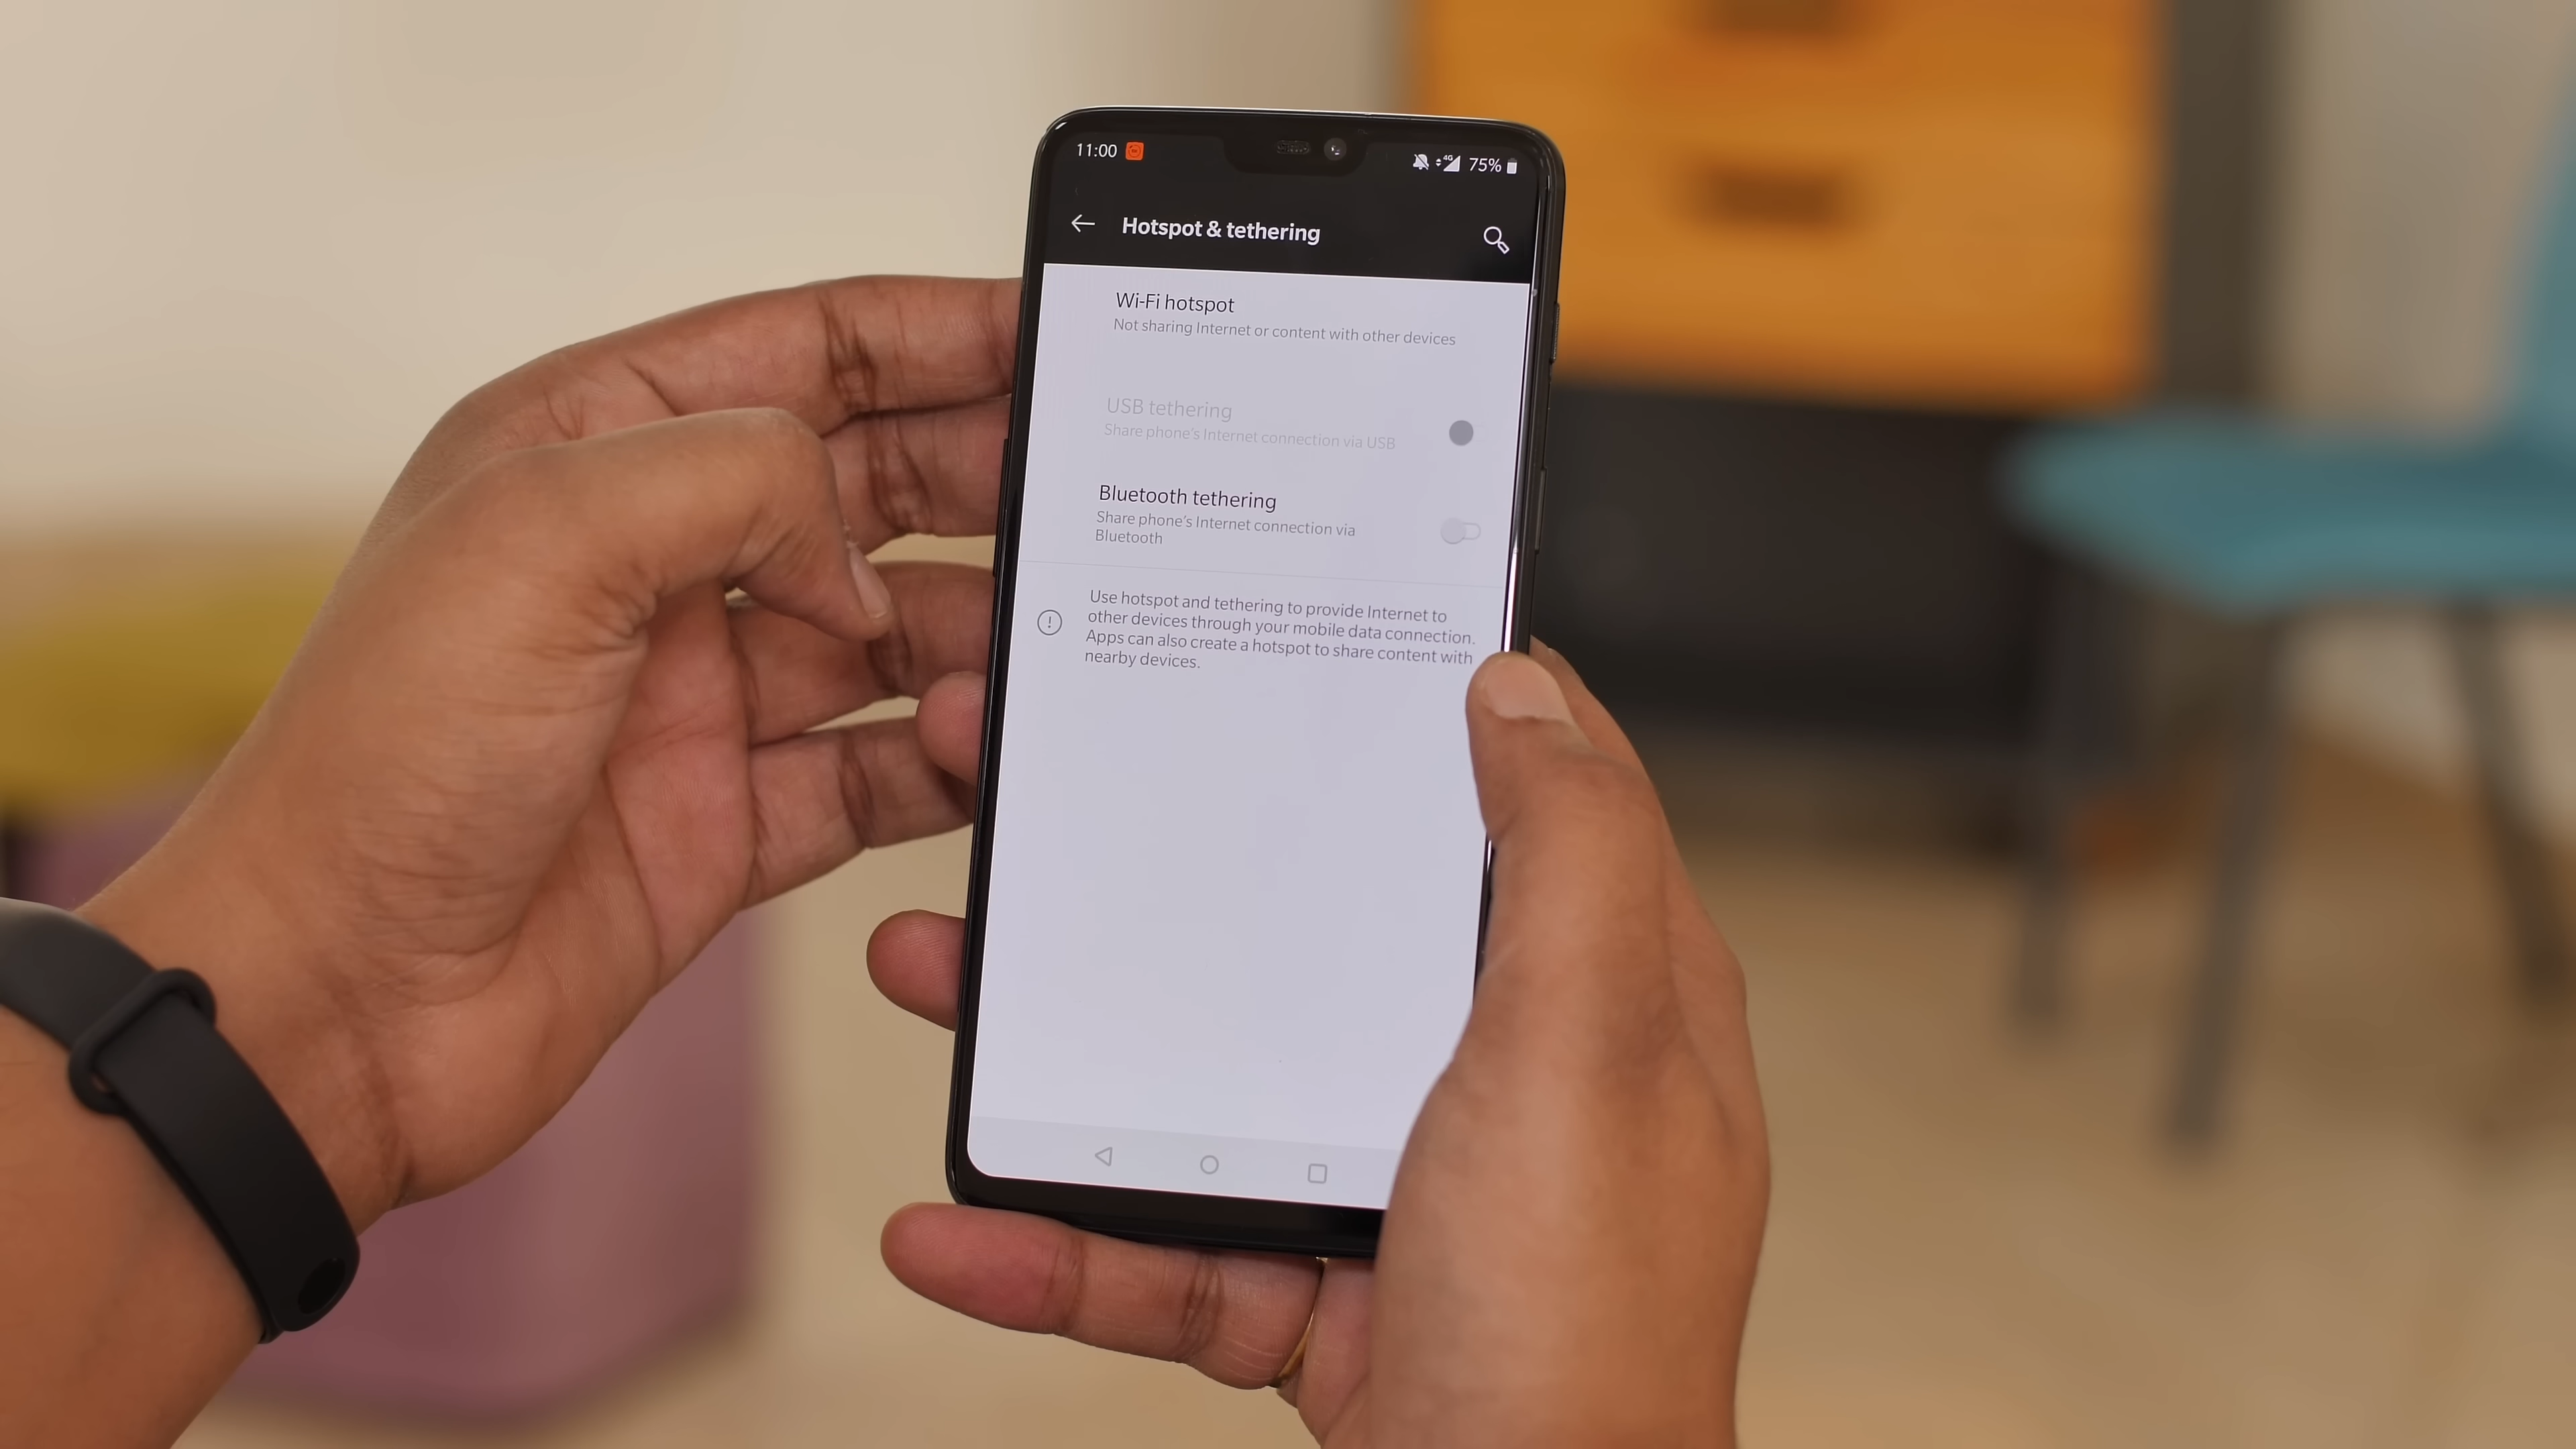 11:00
4G 75%
Hotspot & tethering
Wi-Fi hotspot
Not sharing Internet or content with other devices
USB tethering
Share phone's Internet connection via USB
Bluetooth tethering
Share phone's Internet connection via
Bluetooth
Use hotspot and tethering to provide Internet to
other devices through your mobile data connection.
Apps can also create a hotspot to share content with
nearby devices.